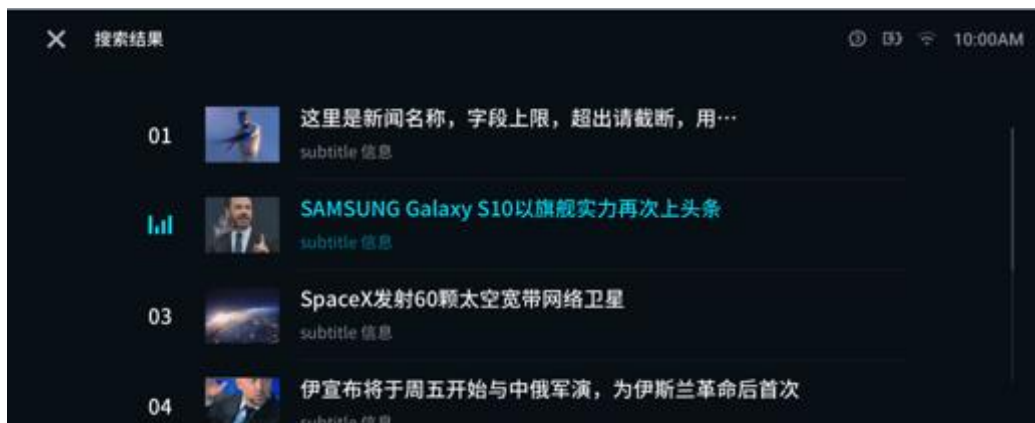 搜索结果
10:00AM
01
这里是新闻名称，字段上限，超出请截断，用…
subtitle 信息
SAMSUNG Galaxy S10以旗舰实力再次上头条
subtitle 信息
03
SpaceX发射60颗太空宽带网络卫星
subtitle 信息
04
伊宣布将于周五开始与中俄军演，为伊斯兰革命后首次
subtitle 信息